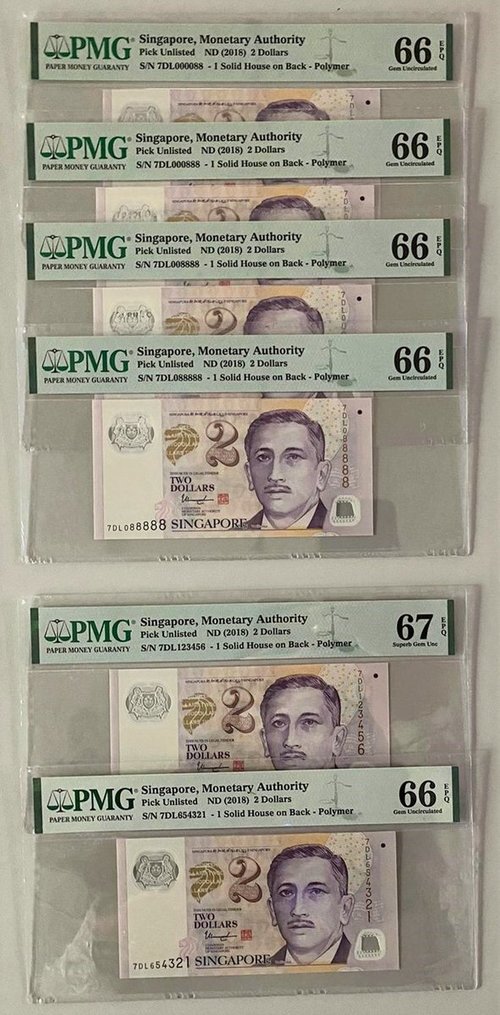 PMG
PAPER MONEY GUARANTY
Singapore, Monetary Authority
Pick Unlisted ND (2018) 2 Dollars
S/N 7DL000088 - 1 Solid House on Back - Polymer
66 EPQ
Gem Uncirculated
PMG
PAPER MONEY GUARANTY
Singapore, Monetary Authority
Pick Unlisted ND (2018) 2 Dollars
S/N 7DL000888 - 1 Solid House on Back - Polymer
66 EPQ
Gem Uncirculated
PMG
PAPER MONEY GUARANTY
Singapore, Monetary Authority
Pick Unlisted ND (2018) 2 Dollars
S/N 7DL008888 - 1 Solid House on Back - Polymer
66 EPQ
Gem Uncirculated
2
PMG
PAPER MONEY GUARANTY
Singapore, Monetary Authority
Pick Unlisted ND (2018) 2 Dollars
S/N 7DL088888 - 1 Solid House on Back - Polymer
66 EPQ
Gem Uncirculated
2
7DL088888
TWO
DOLLARS
7DL088888 SINGAPORE
PMG
PAPER MONEY GUARANTY
Singapore, Monetary Authority
Pick Unlisted ND (2018) 2 Dollars
S/N 7DL123456 - 1 Solid House on Back - Polymer
67 EPQ
Superb Gem Unc
2
7DL123456
TWO
DOLLARS
PMG
PAPER MONEY GUARANTY
Singapore, Monetary Authority
Pick Unlisted ND (2018) 2 Dollars
S/N 7DL654321 - 1 Solid House on Back - Polymer
66 EPQ
Gem Uncirculated
2
7DL654321
TWO
DOLLARS
7DL654321 SINGAPORE